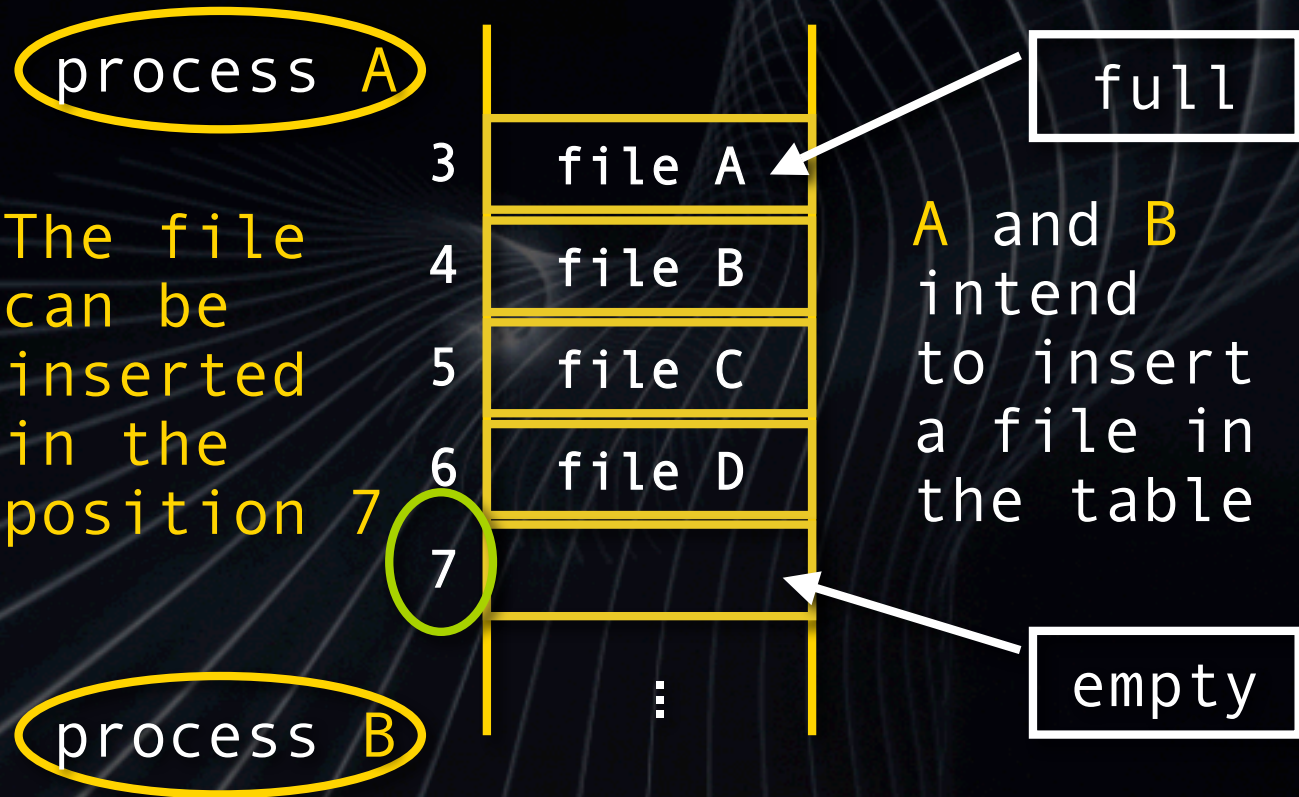 process A
full
3 file A
The file
can be
inserted
in the
position 7
4 file B
5 file C
6 file D
7
A and B
intend
to insert
a file in
the table
⋮
empty
process B